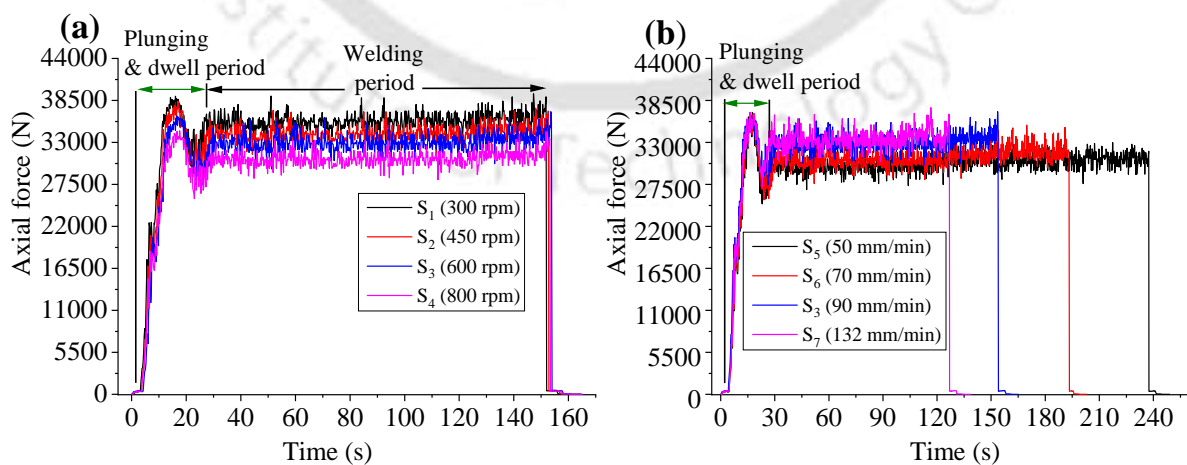 (a)
Plunging
& dwell period
Welding
period
44000
38500
33000
27500
22000
16500
11000
5500
0
Axial force (N)
S1 (300 rpm)
S2 (450 rpm)
S3 (600 rpm)
S4 (800 rpm)
0 20 40 60 80 100 120 140 160
Time (s)
(b)
Plunging
& dwell period
44000
38500
33000
27500
22000
16500
11000
5500
0
Axial force (N)
S5 (50 mm/min)
S6 (70 mm/min)
S3 (90 mm/min)
S7 (132 mm/min)
0 30 60 90 120 150 180 210 240
Time (s)
Technology